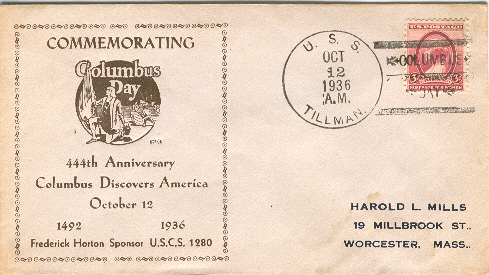 COMMEMORATING
Columbus
Day
444th Anniversary
Columbus Discovers America
October 12
1492 1936
Frederick Horton Sponsor U.S.C.S. 1280
U. S. S.
OCT
12
1936
A.M.
TILLMAN.
COLUMBUS
DAY
HAROLD L. MILLS
19 MILLBROOK ST..
WORCESTER, MASS..